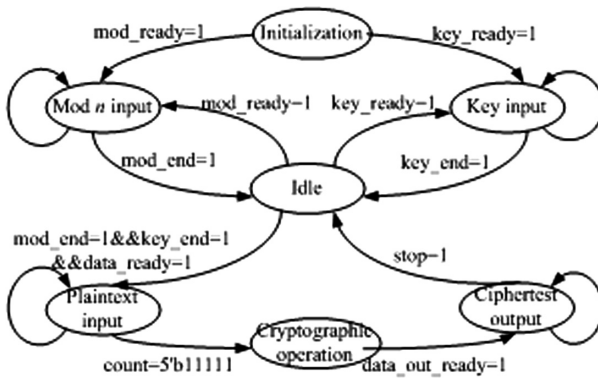 Initialization
mod_ready=1
key_ready=1
Mod n input
mod_ready-1
key_ready-1
Key input
mod_end=1
key_end=1
Idle
mod_end=1&&key_end=1
&&data_ready=1
stop-1
Plaintext
input
Ciphertest
output
Cryptographic
operation
count=5'b11111
data_out_ready=1